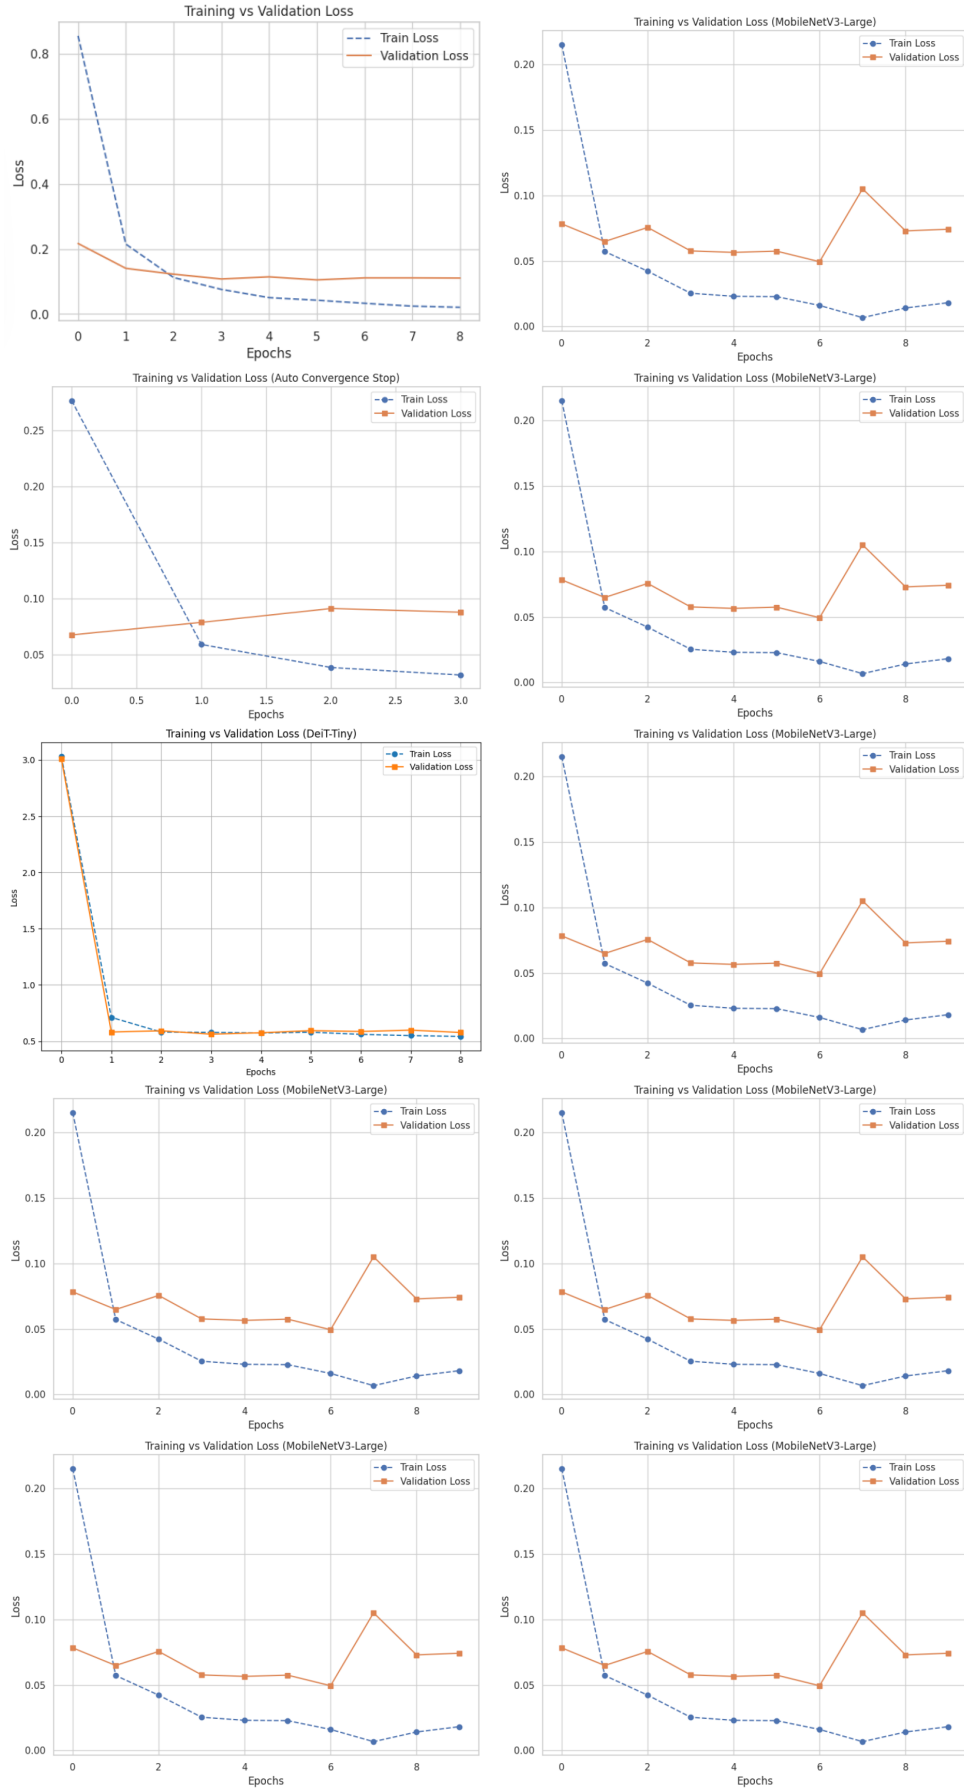 Training vs Validation Loss
Train Loss
Validation Loss
0.8
0.6
0.4
0.2
0.0
Loss
0 1 2 3 4 5 6 7 8
Epochs
Training vs Validation Loss (MobileNetV3-Large)
Train Loss
Validation Loss
0.20
0.15
0.10
0.05
0.00
Loss
0 2 4 6 8
Epochs
Training vs Validation Loss (Auto Convergence Stop)
Train Loss
Validation Loss
0.25
0.20
0.15
0.10
0.05
Loss
0.0 0.5 1.0 1.5 2.0 2.5 3.0
Epochs
Training vs Validation Loss (MobileNetV3-Large)
Train Loss
Validation Loss
0.20
0.15
0.10
0.05
0.00
Loss
0 2 4 6 8
Epochs
Training vs Validation Loss (DeiT-Tiny)
Train Loss
Validation Loss
3.0
2.5
2.0
1.5
1.0
0.5
Loss
0 1 2 3 4 5 6 7 8
Epochs
Training vs Validation Loss (MobileNetV3-Large)
Train Loss
Validation Loss
0.20
0.15
0.10
0.05
0.00
Loss
0 2 4 6 8
Epochs
Training vs Validation Loss (MobileNetV3-Large)
Train Loss
Validation Loss
0.20
0.15
0.10
0.05
0.00
Loss
0 2 4 6 8
Epochs
Training vs Validation Loss (MobileNetV3-Large)
Train Loss
Validation Loss
0.20
0.15
0.10
0.05
0.00
Loss
0 2 4 6 8
Epochs
Training vs Validation Loss (MobileNetV3-Large)
Train Loss
Validation Loss
0.20
0.15
0.10
0.05
0.00
Loss
0 2 4 6 8
Epochs
Training vs Validation Loss (MobileNetV3-Large)
Train Loss
Validation Loss
0.20
0.15
0.10
0.05
0.00
Loss
0 2 4 6 8
Epochs